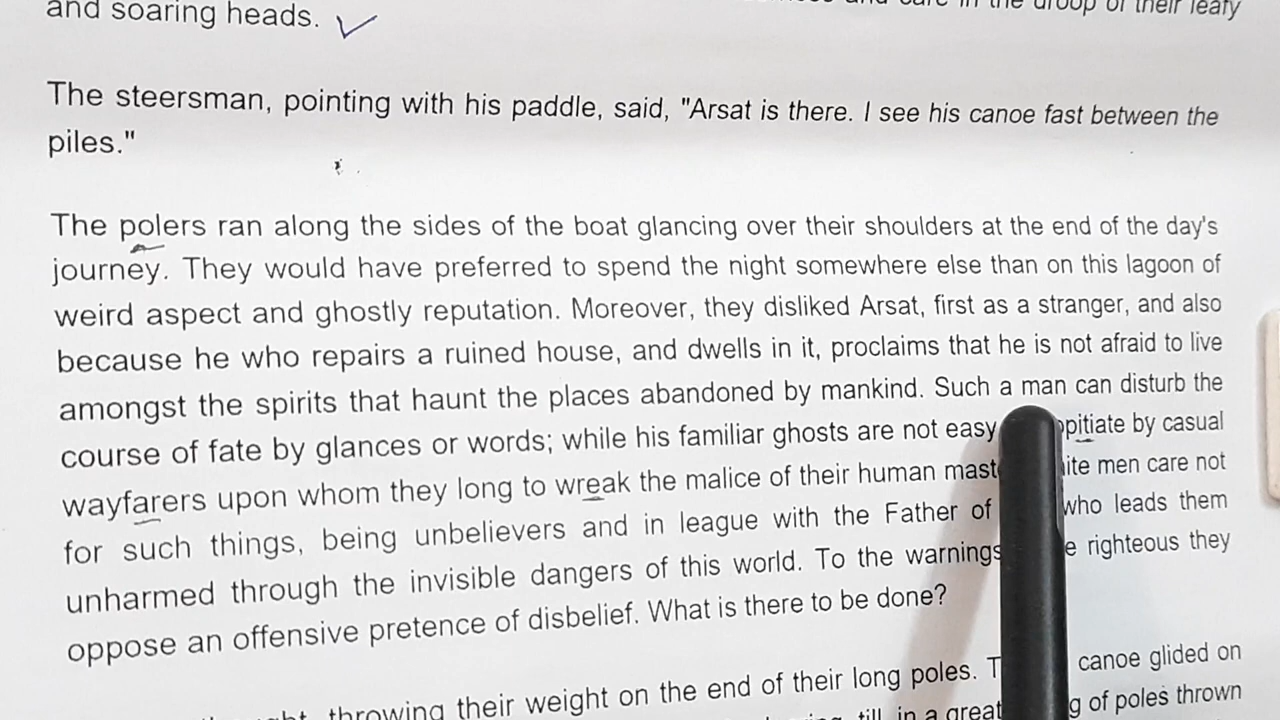 and soaring heads.
in the droop of their leafy
The steersman, pointing with his paddle, said, "Arsat is there. I see his canoe fast between the
piles."
The polers ran along the sides of the boat glancing over their shoulders at the end of the day's
journey. They would have preferred to spend the night somewhere else than on this lagoon of
weird aspect and ghostly reputation. Moreover, they disliked Arsat, first as a stranger, and also
because he who repairs a ruined house, and dwells in it, proclaims that he is not afraid to live
amongst the spirits that haunt the places abandoned by mankind. Such a man can disturb the
course of fate by glances or words; while his familiar ghosts are not easy by casual
wayfarers upon whom they long to wreak the malice of their human men care not
for such things, being unbelievers and in league with the Father of who leads them
unharmed through the invisible dangers of this world. To the warnings righteous they
oppose an offensive pretence of disbelief. What is there to be done?
throwing their weight on the end of their long poles. canoe glided on
till in a great of poles thrown